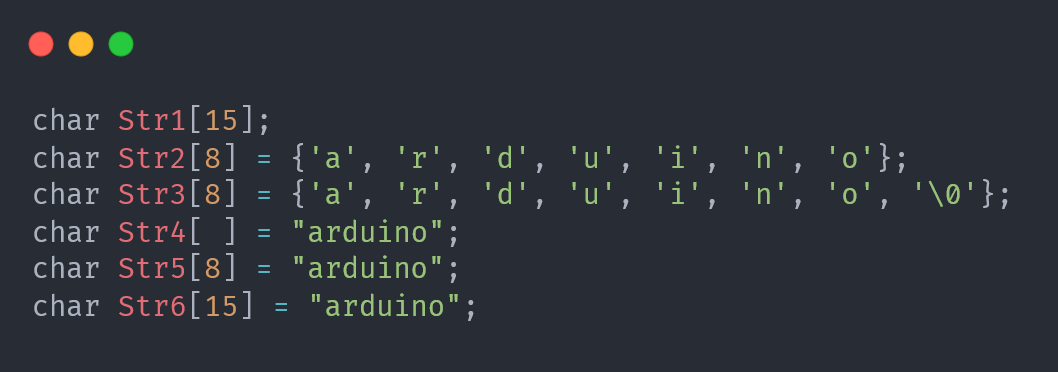 char Str1[15];
char Str2[8] = {'a', 'r', 'd', 'u', 'i', 'n', 'o'};
char Str3[8] = {'a', 'r', 'd', 'u', 'i', 'n', 'o', '\0'};
char Str4[ ] = "arduino";
char Str5[8] = "arduino";
char Str6[15] = "arduino";